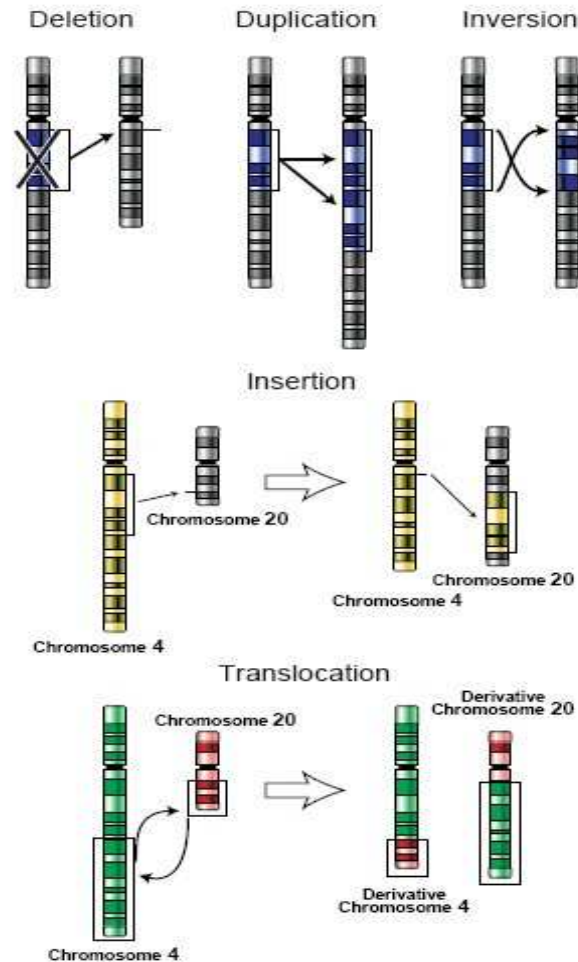 Deletion
Duplication
Inversion
Insertion
Chromosome 20
Chromosome 4
Chromosome 4
Chromosome 20
Translocation
Chromosome 20
Chromosome 4
Derivative
Chromosome 20
Derivative
Chromosome 4